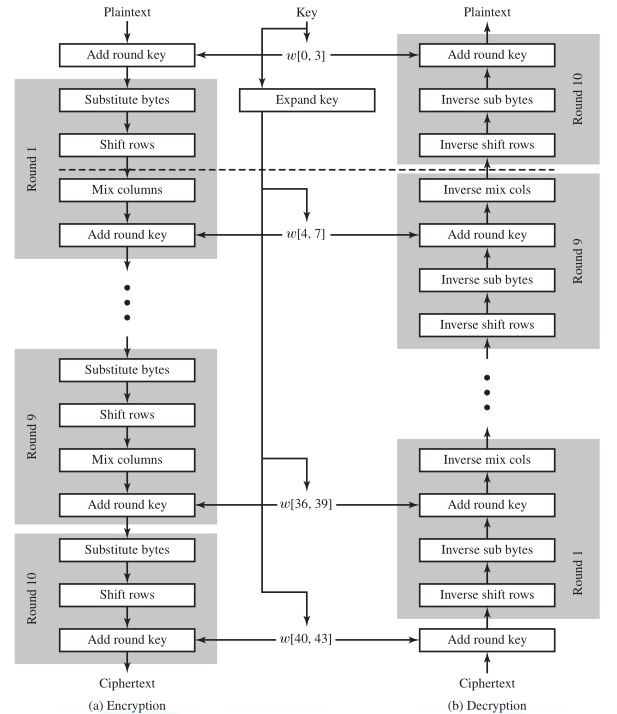 Plaintext
Key
Plaintext
Add round key
w[0, 3]
Add round key
Substitute bytes
Expand key
Inverse sub bytes
Round 10
Shift rows
Inverse shift rows
Round 1
Mix columns
Inverse mix cols
Add round key
w[4, 7]
Add round key
Inverse sub bytes
Round 9
Inverse shift rows
Substitute bytes
Shift rows
Round 9
Mix columns
Inverse mix cols
Add round key
w[36, 39]
Add round key
Substitute bytes
Inverse sub bytes
Round 1
Round 10
Shift rows
Inverse shift rows
Add round key
w[40, 43]
Add round key
Ciphertext
Ciphertext
(a) Encryption
(b) Decryption